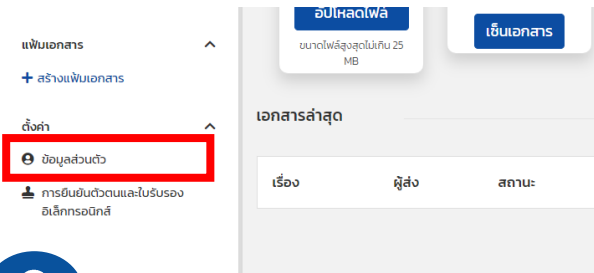 อัปโหลดไฟล์
ขนาดไฟล์สูงสุดไม่เกิน 25
MB
เซ็นเอกสาร
แฟ้มเอกสาร
+ สร้างแฟ้มเอกสาร
เอกสารล่าสุด
ตั้งค่า
ข้อมูลส่วนตัว
เรื่อง ผู้ส่ง สถานะ
การยืนยันตัวตนและใบรับรอง
อิเล็กทรอนิกส์